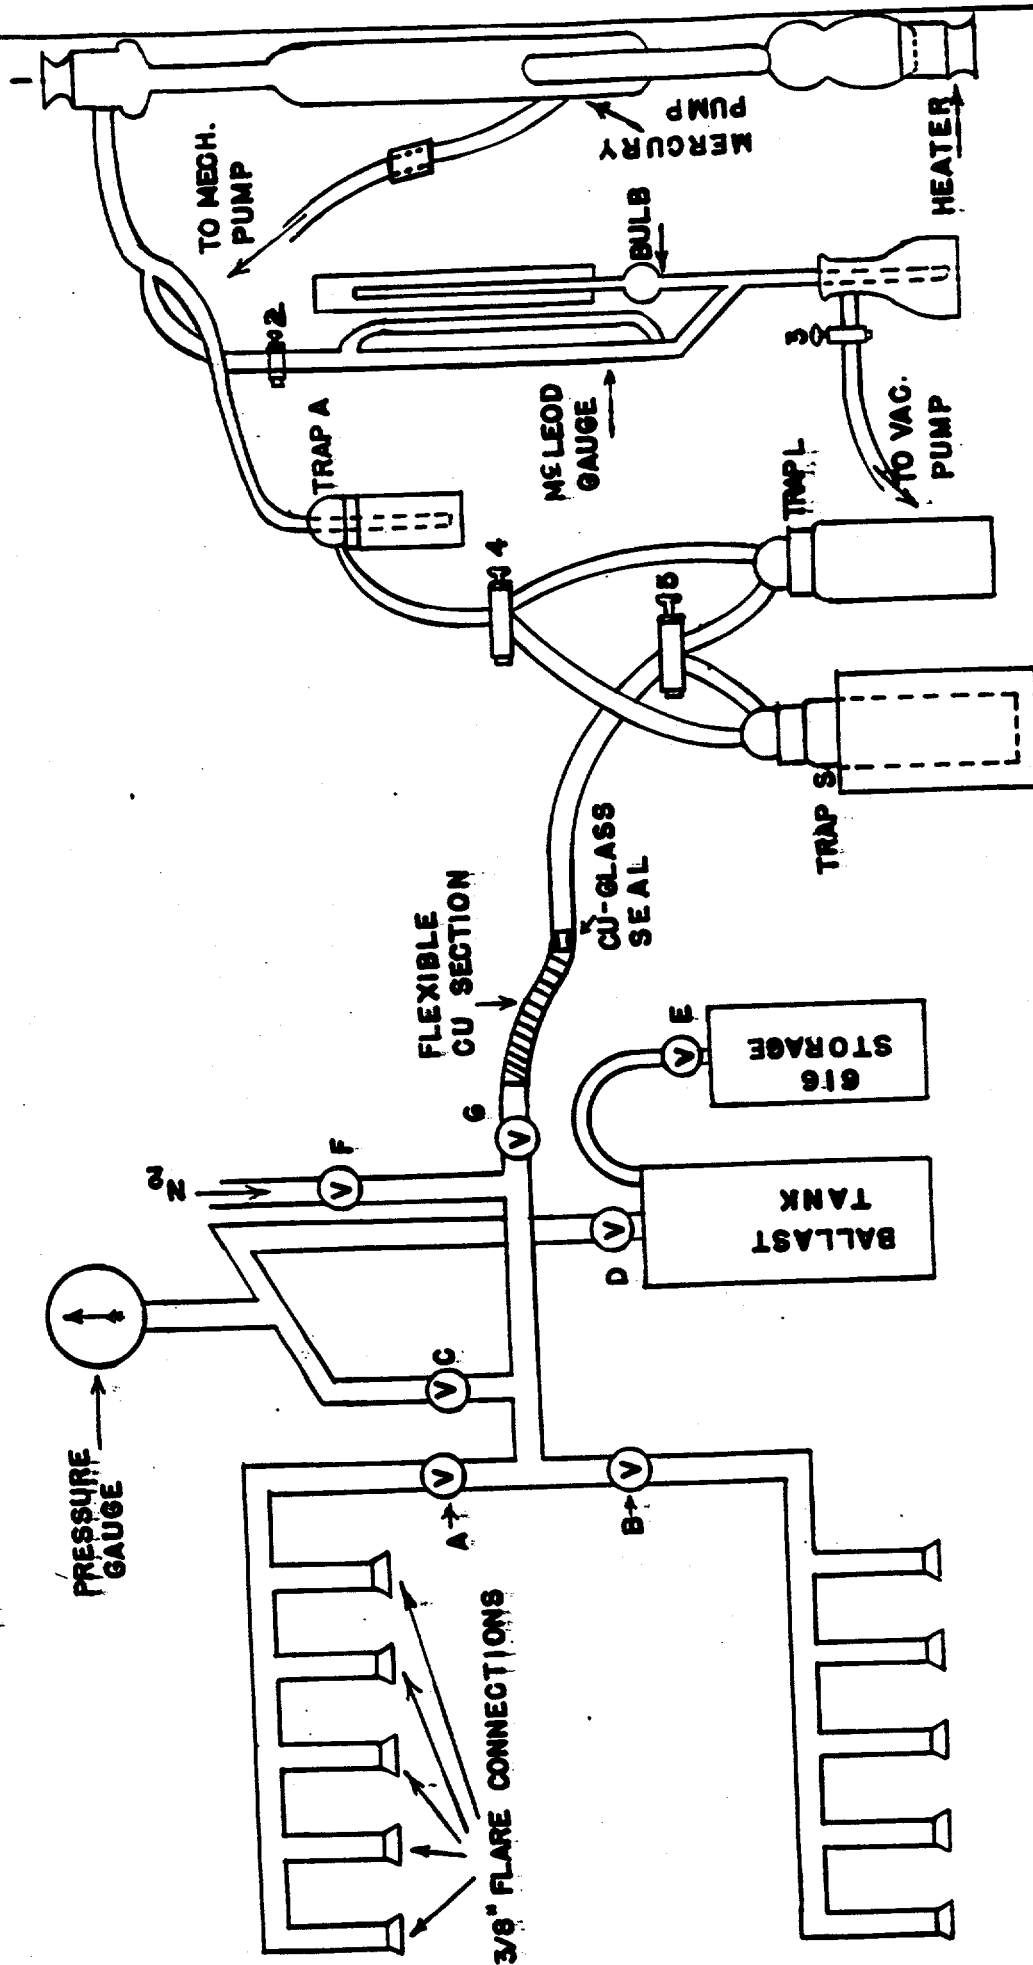 PRESSURE
GAUGE
N2
F
C
A
B
D
G
E
V
V
V
V
V
V
V
3/8" FLARE CONNECTIONS
BALLAST
TANK
616
STORAGE
FLEXIBLE
CU SECTION
CU-GLASS
SEAL
TRAP S
TRAP L
TRAP A
4
5
McLEOD
GAUGE
2
3
BULB
TO VAC.
PUMP
TO MECH.
PUMP
MERCURY
PUMP
HEATER
1